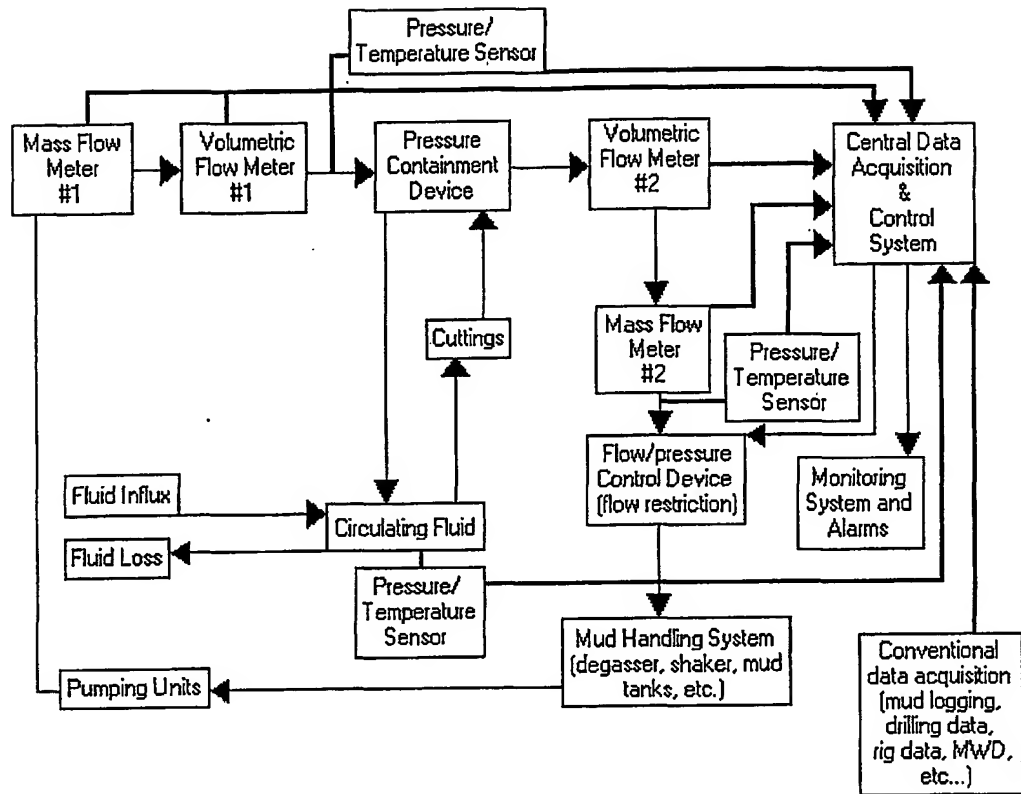 Pressure/
Temperature Sensor
Mass Flow
Meter
#1
Volumetric
Flow Meter
#1
Pressure
Containment
Device
Volumetric
Flow Meter
#2
Central Data
Acquisition
&
Control
System
Cuttings
Mass Flow
Meter
#2
Pressure/
Temperature
Sensor
Fluid Influx
Circulating Fluid
Fluid Loss
Pressure/
Temperature
Sensor
Flow/pressure
Control Device
(flow restriction)
Monitoring
System and
Alarms
Mud Handling System
(degasser, shaker, mud
tanks, etc.)
Pumping Units
Conventional
data acquisition
(mud logging,
drilling data,
rig data, MWD,
etc...)